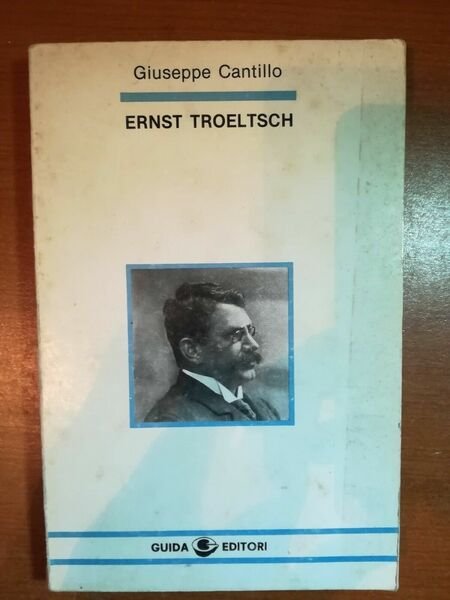 Giuseppe Cantillo
ERNST TROELTSCH
GUIDA EDITORI